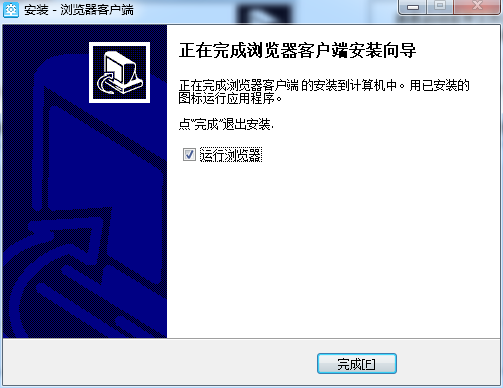 安装 - 浏览器客户端
正在完成浏览器客户端安装向导
正在完成浏览器客户端 的安装到计算机中。用已安装的
图标运行应用程序。
点“完成”退出安装.
运行浏览器
完成[F]